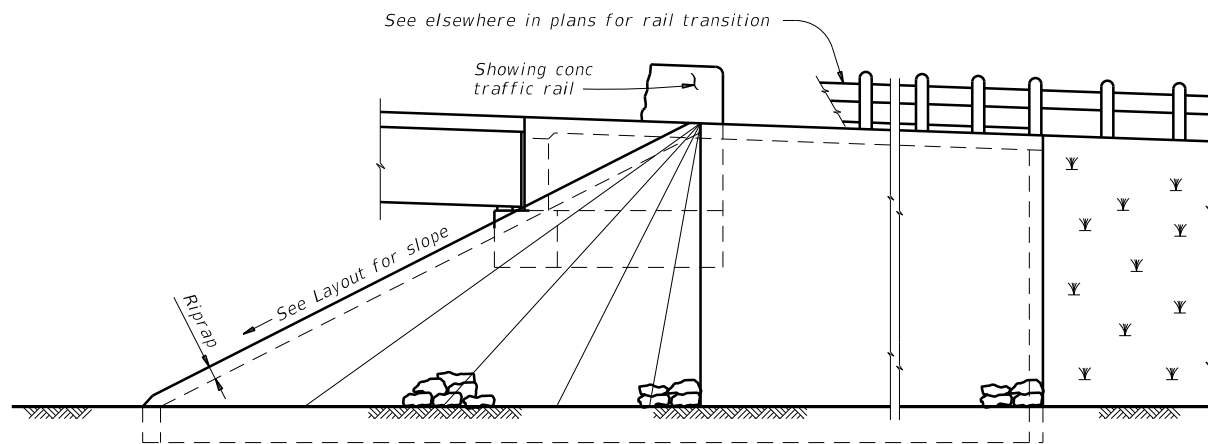 See elsewhere in plans for rail transition
Showing conc
traffic rail
See Layout for slope
Riprap